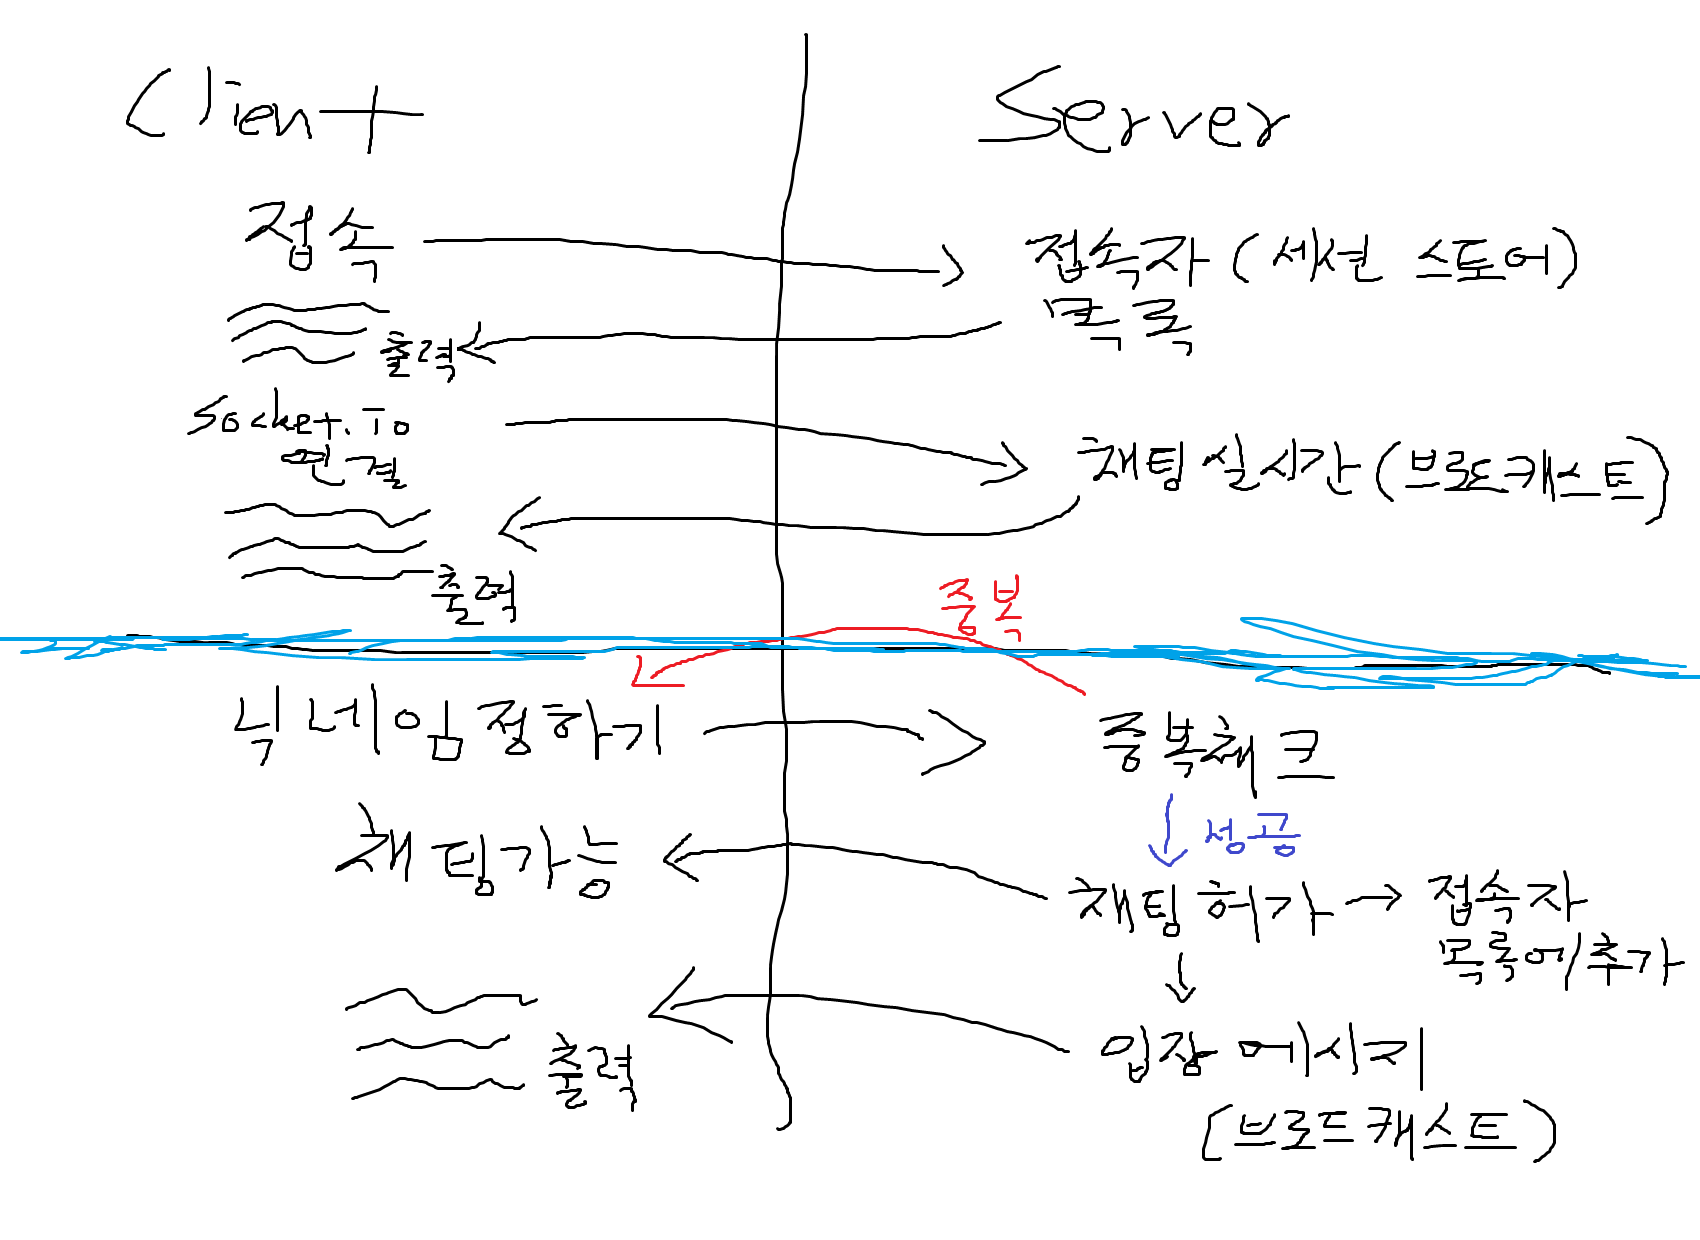 Client
Server
접속
접속자 (세션 스토어)
목록
출력
Socket.io
연결
채팅 실시간 (브로드캐스트)
출력
중복
닉네임 정하기
중복체크
성공
채팅가능
채팅 허가
접속자
목록에 추가
입장 메시지
(브로드캐스트)
출력